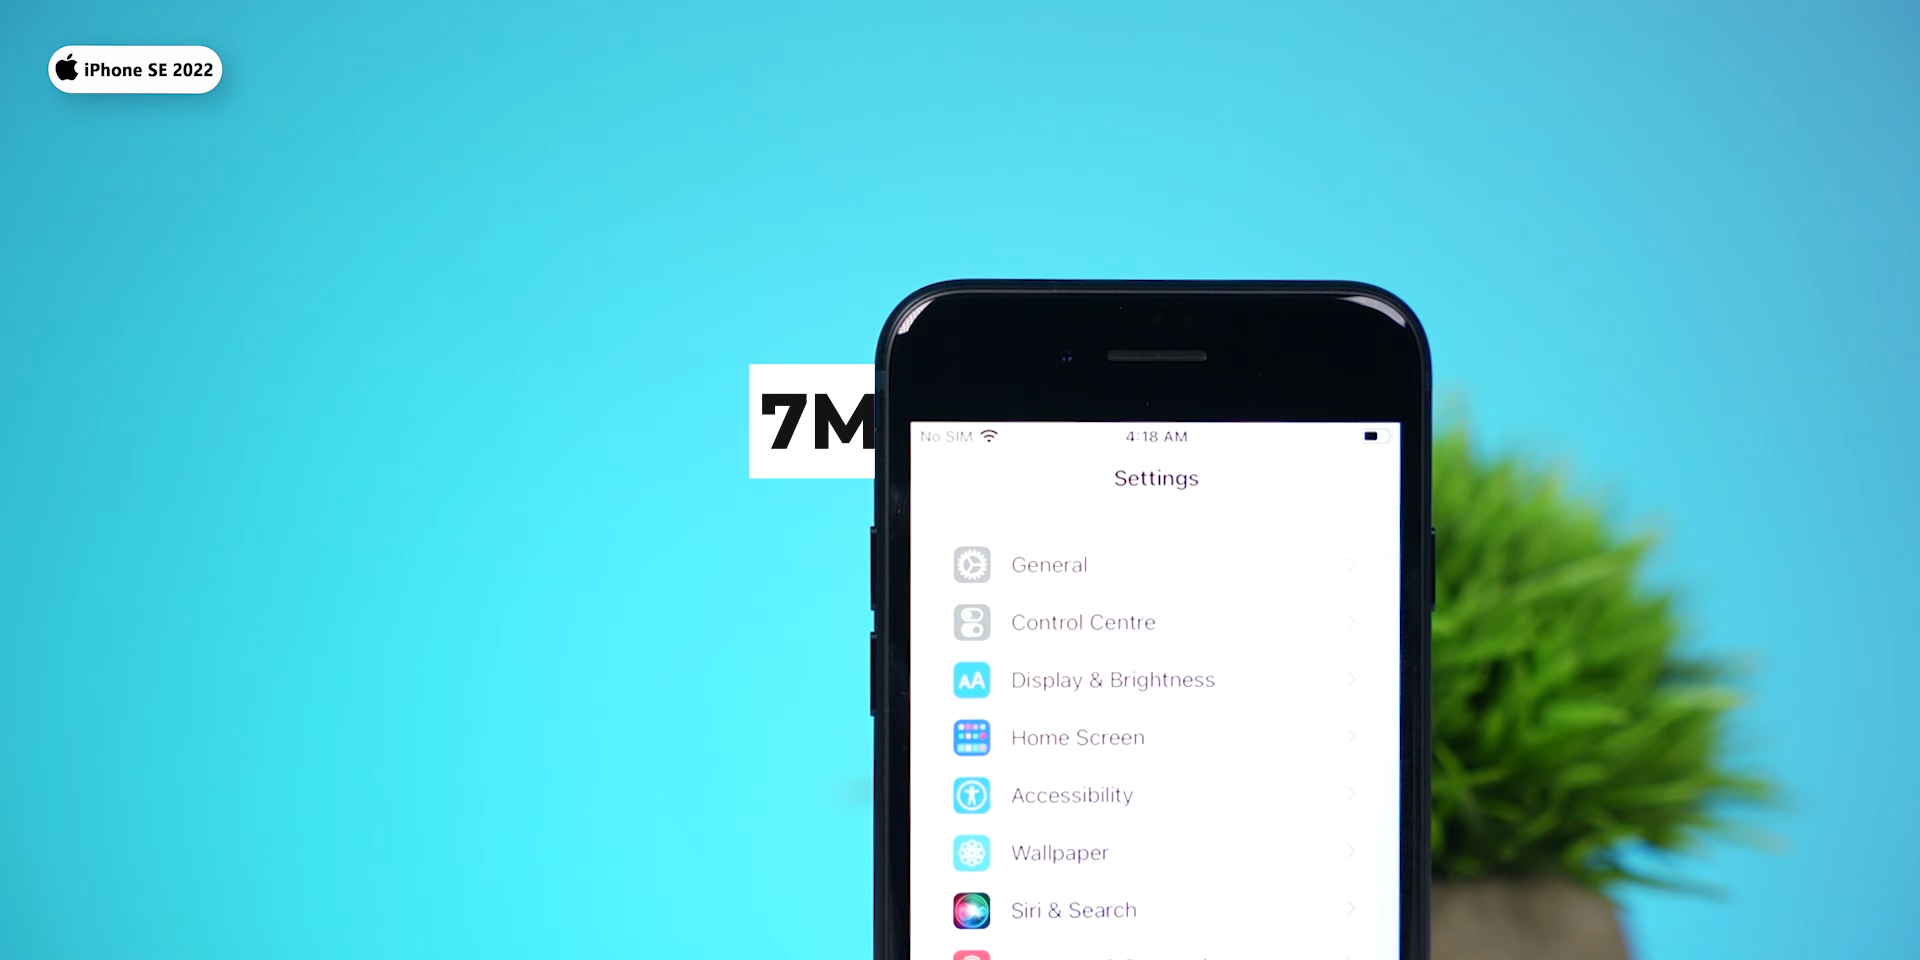 iPhone SE 2022
7M
No SIM
4:18 AM
Settings
General
Control Centre
AA
Display & Brightness
Home Screen
Accessibility
Wallpaper
Siri & Search